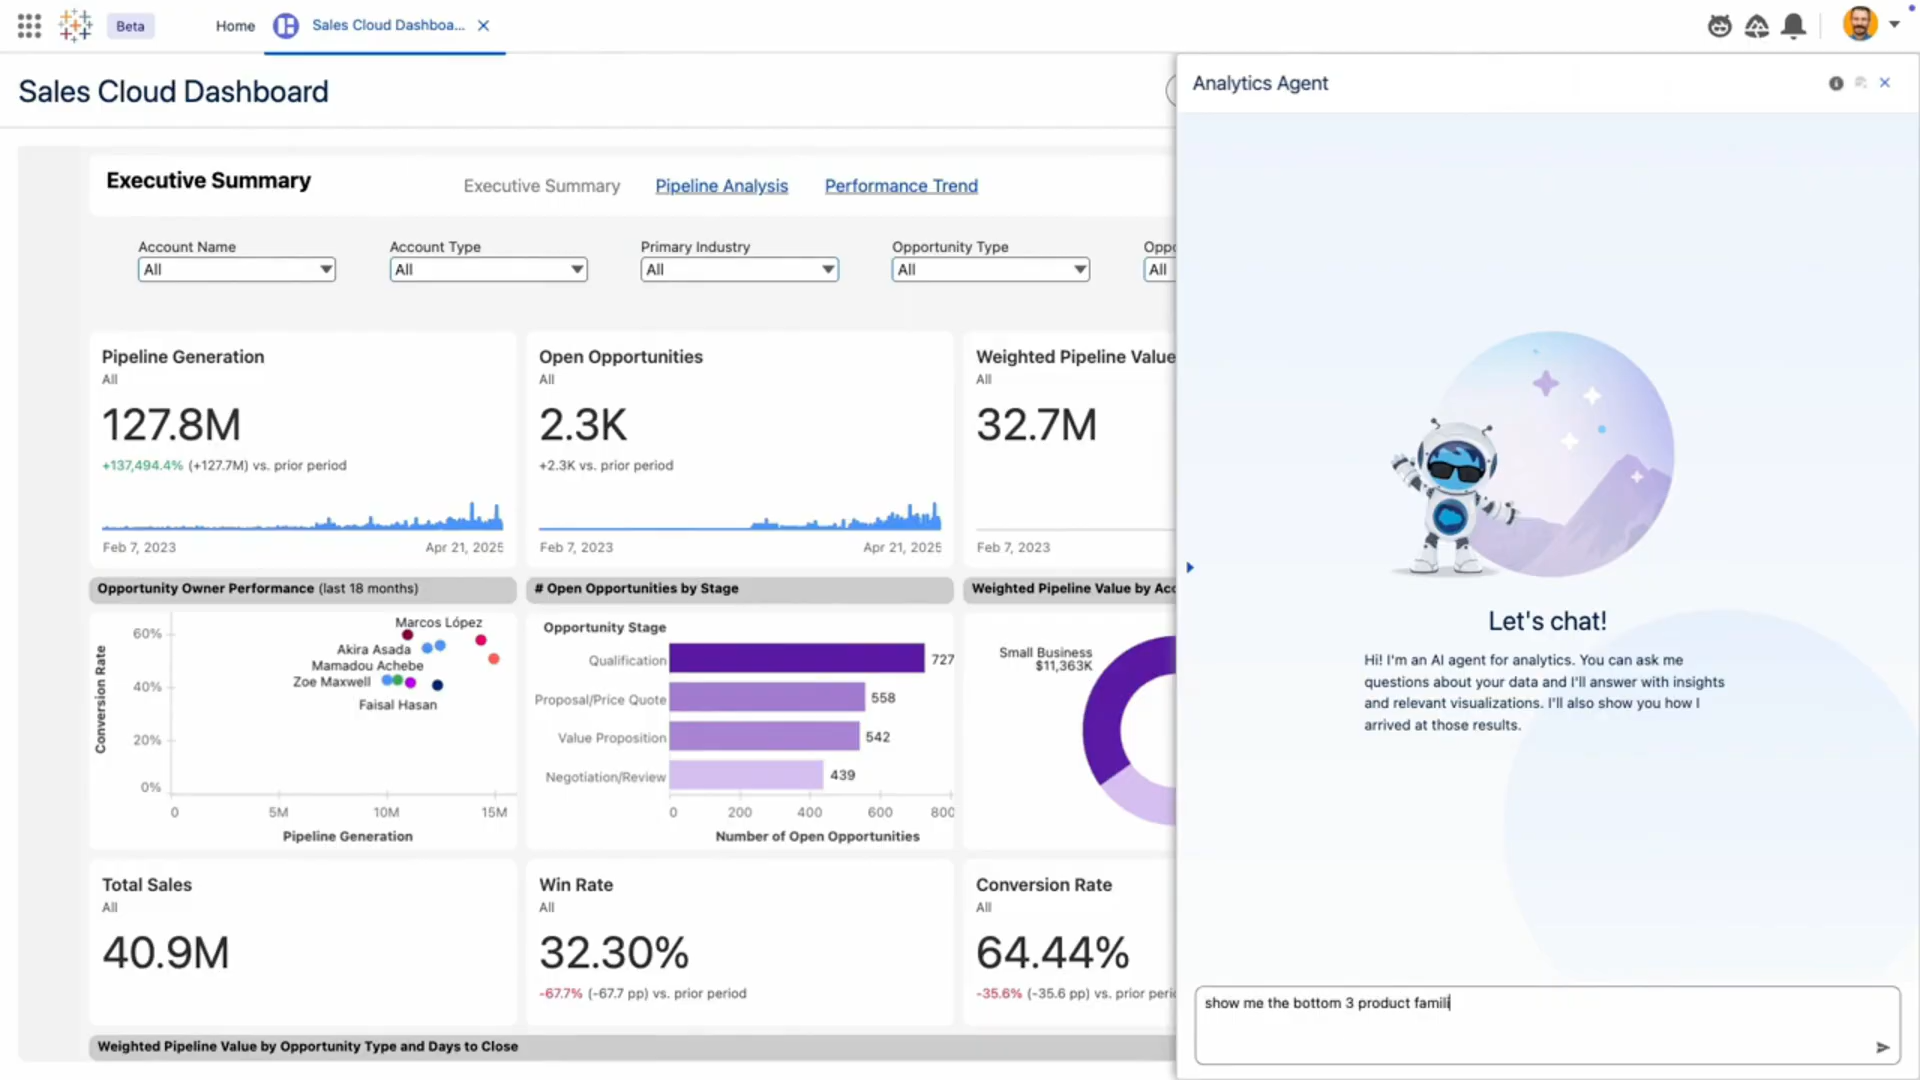 Beta
Home
Sales Cloud Dashboa...
Sales Cloud Dashboard
Executive Summary
Executive Summary
Pipeline Analysis
Performance Trend
Account Name
All
Account Type
All
Primary Industry
All
Opportunity Type
All
Oppo
All
Pipeline Generation
All
127.8M
+137,494.4% (+127.7M) vs. prior period
Feb 7, 2023
Apr 21, 2025
Open Opportunities
All
2.3K
+2.3K vs. prior period
Feb 7, 2023
Apr 21, 2025
Weighted Pipeline Value
All
32.7M
Feb 7, 2023
Opportunity Owner Performance (last 18 months)
Conversion Rate
60%
40%
20%
0%
Marcos López
Akira Asada
Mamadou Achebe
Zoe Maxwell
Faisal Hasan
0
5M
10M
15M
Pipeline Generation
# Open Opportunities by Stage
Opportunity Stage
Qualification
727
Proposal/Price Quote
558
Value Proposition
542
Negotiation/Review
439
0
200
400
600
800
Number of Open Opportunities
Weighted Pipeline Value by Acc
Small Business
$11,363K
Total Sales
All
40.9M
Win Rate
All
32.30%
-67.7% (-67.7 pp) vs. prior period
Conversion Rate
All
64.44%
-35.6% (-35.6 pp) vs. prior perio
Weighted Pipeline Value by Opportunity Type and Days to Close
Analytics Agent
Let's chat!
Hi! I'm an AI agent for analytics. You can ask me
questions about your data and I'll answer with insights
and relevant visualizations. I'll also show you how I
arrived at those results.
show me the bottom 3 product famili